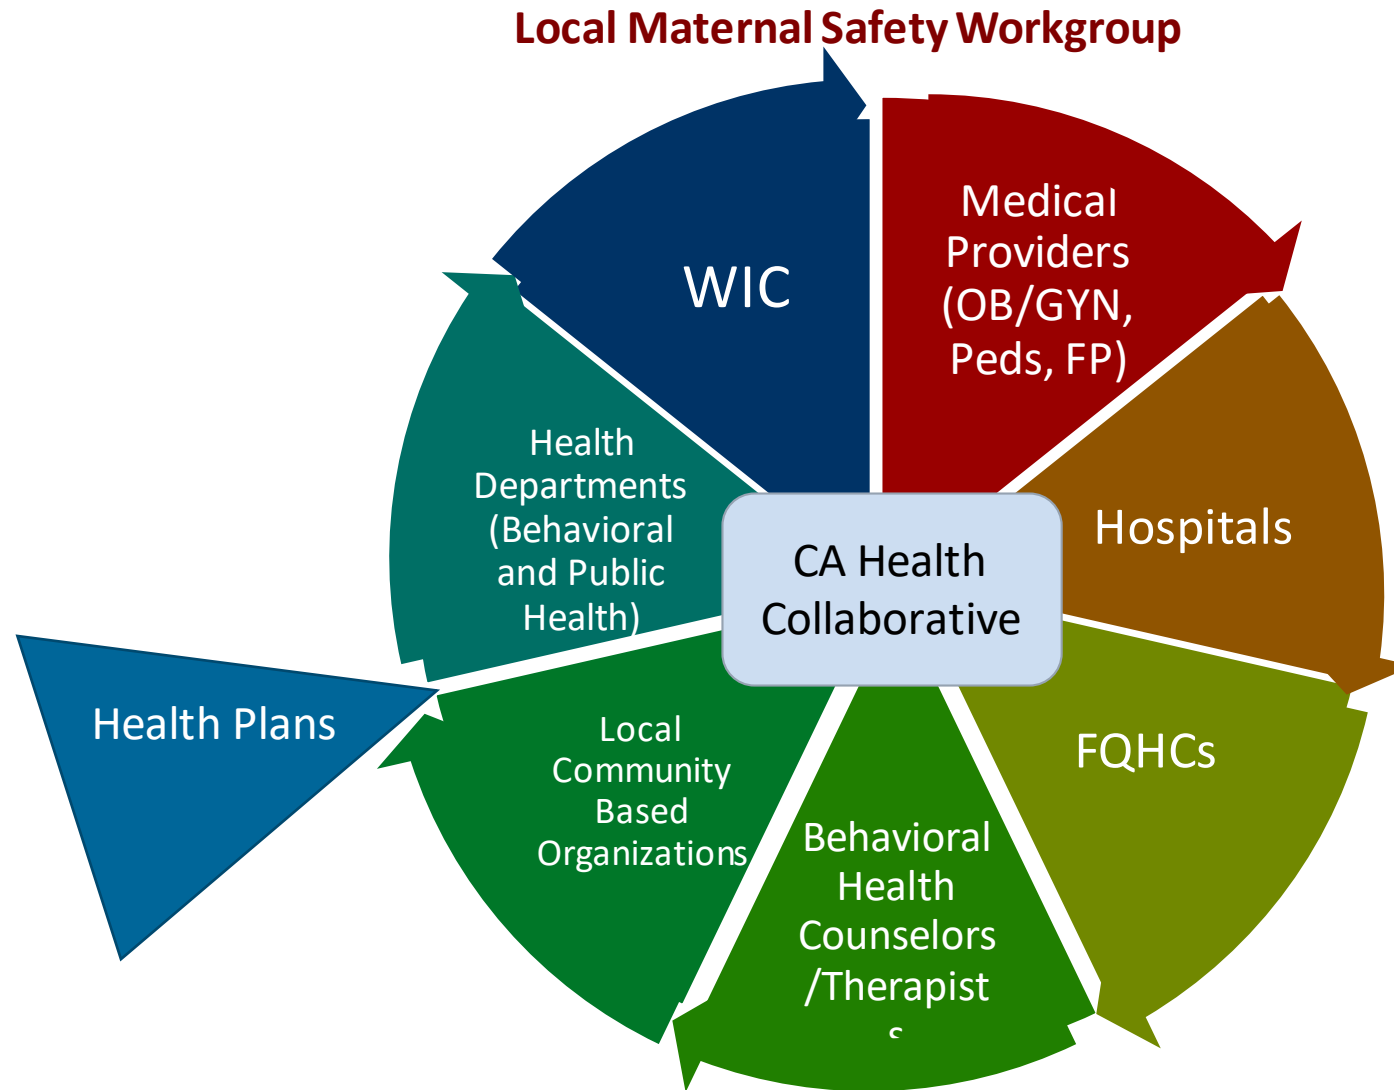 Local Maternal Safety Workgroup
WIC
Medical
Providers
(OB/GYN,
Peds, FP)
Hospitals
FQHCs
Behavioral
Health
Counselors
/Therapist
s
Local
Community
Based
Organizations
Health
Departments
(Behavioral
and Public
Health)
CA Health
Collaborative
Health Plans